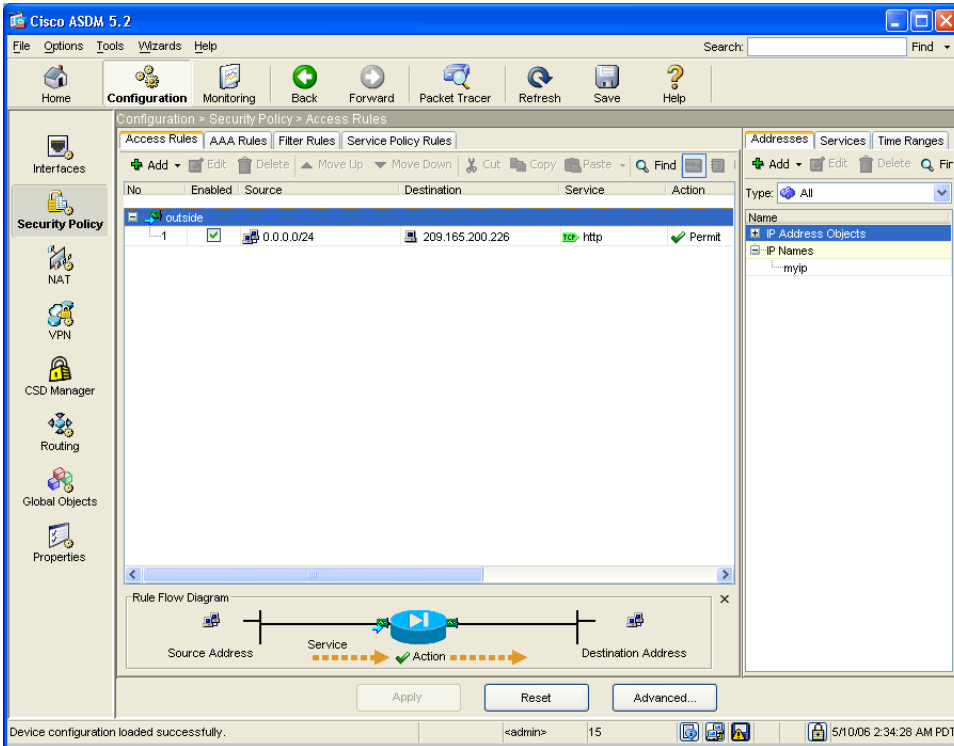 Cisco ASDM 5.2
File Options Tools Wizards Help Search: Find
Home Configuration Monitoring Back Forward Packet Tracer Refresh Save Help
Configuration > Security Policy > Access Rules
Interfaces
Security Policy
NAT
VPN
CSD Manager
Routing
Global Objects
Properties
Access Rules AAA Rules Filter Rules Service Policy Rules
Add Edit Delete Move Up Move Down Cut Copy Paste Find
No Enabled Source Destination Service Action
outside
1 0.0.0.0/24 209.165.200.226 TCP http Permit
Rule Flow Diagram
Source Address Service Action Destination Address
Addresses Services Time Ranges
Add Edit Delete Fin
Type: All
Name
IP Address Objects
IP Names
myip
Apply Reset Advanced...
Device configuration loaded successfully. <admin> 15 5/10/06 2:34:28 AM PDT